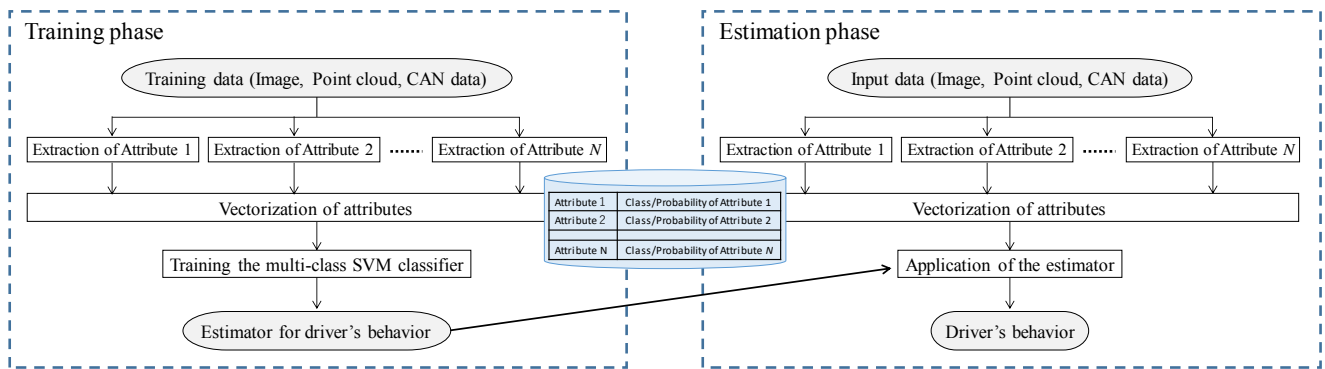 Training phase
Training data (Image, Point cloud, CAN data)
Extraction of Attribute 1
Extraction of Attribute 2
Extraction of Attribute N
Vectorization of attributes
Training the multi-class SVM classifier
Estimator for driver's behavior
Attribute 1 Class/Probability of Attribute 1
Attribute 2 Class/Probability of Attribute 2
Attribute N Class/Probability of Attribute N
Estimation phase
Input data (Image, Point cloud, CAN data)
Extraction of Attribute 1
Extraction of Attribute 2
Extraction of Attribute N
Vectorization of attributes
Application of the estimator
Driver's behavior